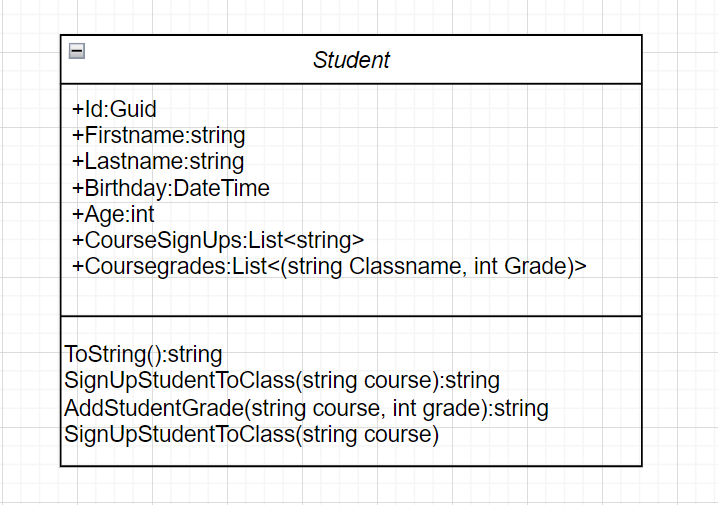 Student
+Id:Guid
+Firstname:string
+Lastname:string
+Birthday:DateTime
+Age:int
+CourseSignUps:List<string>
+Coursegrades:List<(string Classname, int Grade)>
ToString():string
SignUpStudentToClass(string course):string
AddStudentGrade(string course, int grade):string
SignUpStudentToClass(string course)